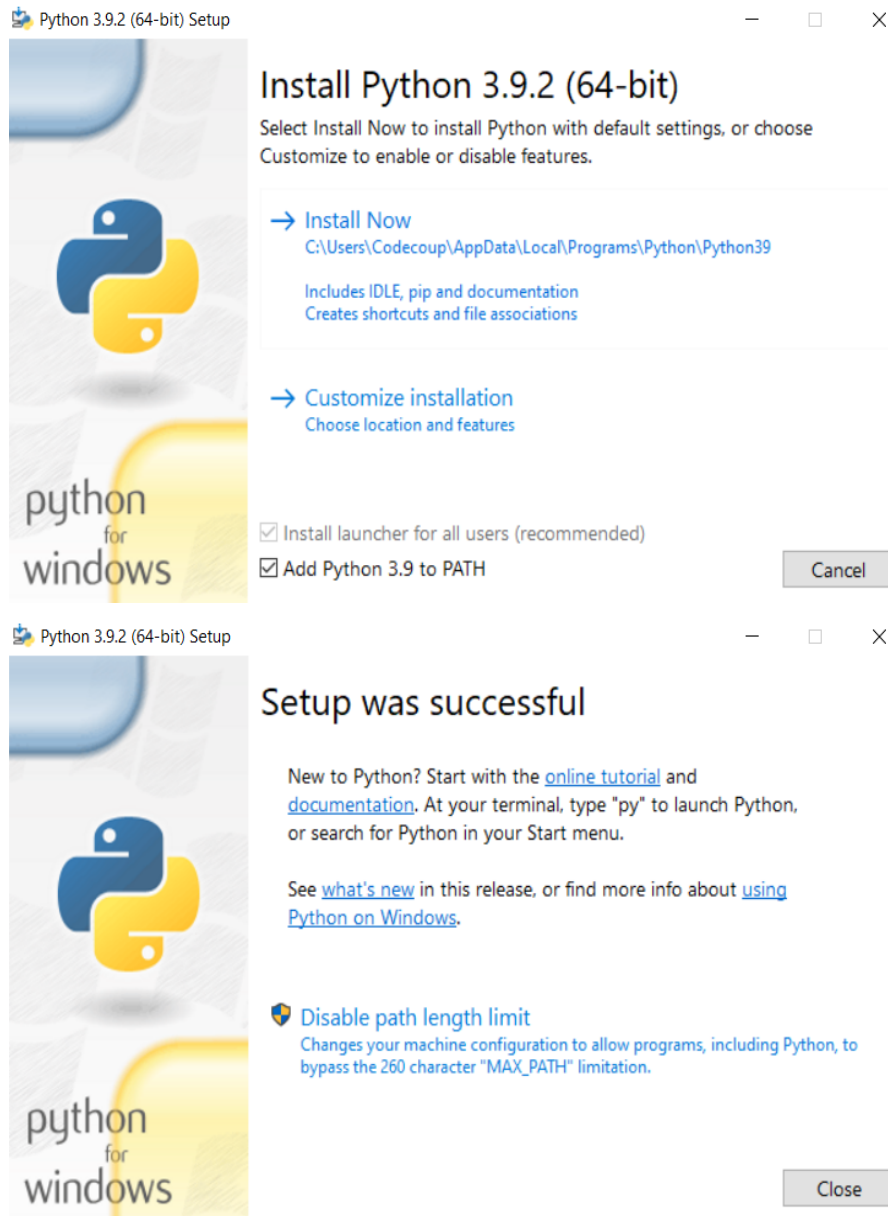 Python 3.9.2 (64-bit) Setup
Install Python 3.9.2 (64-bit)
Select Install Now to install Python with default settings, or choose
Customize to enable or disable features.
Install Now
C:\Users\Codecoup\AppData\Local\Programs\Python\Python39
Includes IDLE, pip and documentation
Creates shortcuts and file associations
Customize installation
Choose location and features
python
for
windows
Install launcher for all users (recommended)
Add Python 3.9 to PATH
Cancel
Python 3.9.2 (64-bit) Setup
Setup was successful
New to Python? Start with the online tutorial and
documentation. At your terminal, type "py" to launch Python,
or search for Python in your Start menu.
See what's new in this release, or find more info about using
Python on Windows.
Disable path length limit
Changes your machine configuration to allow programs, including Python, to
bypass the 260 character "MAX_PATH" limitation.
python
for
windows
Close